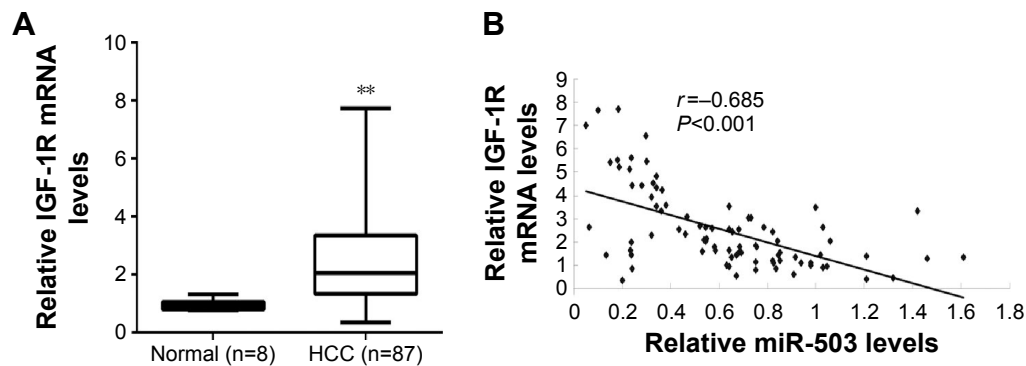 A
Relative IGF-1R mRNA
levels
10
8
6
4
2
0
**
Normal (n=8)
HCC (n=87)
B
Relative IGF-1R
mRNA levels
9
8
7
6
5
4
3
2
1
0
r=–0.685
P<0.001
0 0.2 0.4 0.6 0.8 1.0 1.2 1.4 1.6 1.8
Relative miR-503 levels